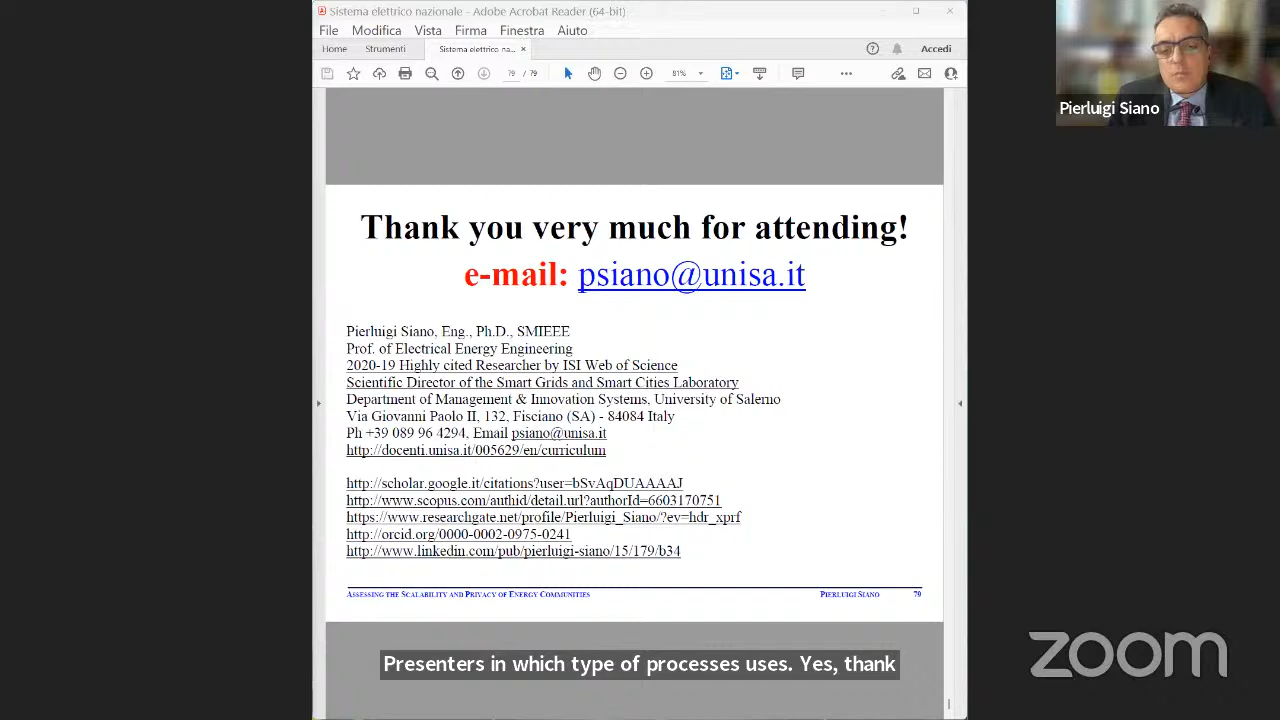 Sistema elettrico nazionale - Adobe Acrobat Reader (64-bit)
File Modifica Vista Firma Finestra Aiuto
Home Strumenti Sistema elettrico na... × Accedi
79 / 79 81%
Pierluigi Siano
Thank you very much for attending!
e-mail: psiano@unisa.it
Pierluigi Siano, Eng., Ph.D., SMIEEE
Prof. of Electrical Energy Engineering
2020-19 Highly cited Researcher by ISI Web of Science
Scientific Director of the Smart Grids and Smart Cities Laboratory
Department of Management & Innovation Systems, University of Salerno
Via Giovanni Paolo II, 132, Fisciano (SA) - 84084 Italy
Ph +39 089 96 4294, Email psiano@unisa.it
http://docenti.unisa.it/005629/en/curriculum
http://scholar.google.it/citations?user=bSvAqDUAAAAJ
http://www.scopus.com/authid/detail.url?authorId=6603170751
https://www.researchgate.net/profile/Pierluigi_Siano/?ev=hdr_xprf
http://orcid.org/0000-0002-0975-0241
http://www.linkedin.com/pub/pierluigi-siano/15/179/b34
ASSESSING THE SCALABILITY AND PRIVACY OF ENERGY COMMUNITIES PIERLUIGI SIANO 79
Presenters in which type of processes uses. Yes, thank
zoom